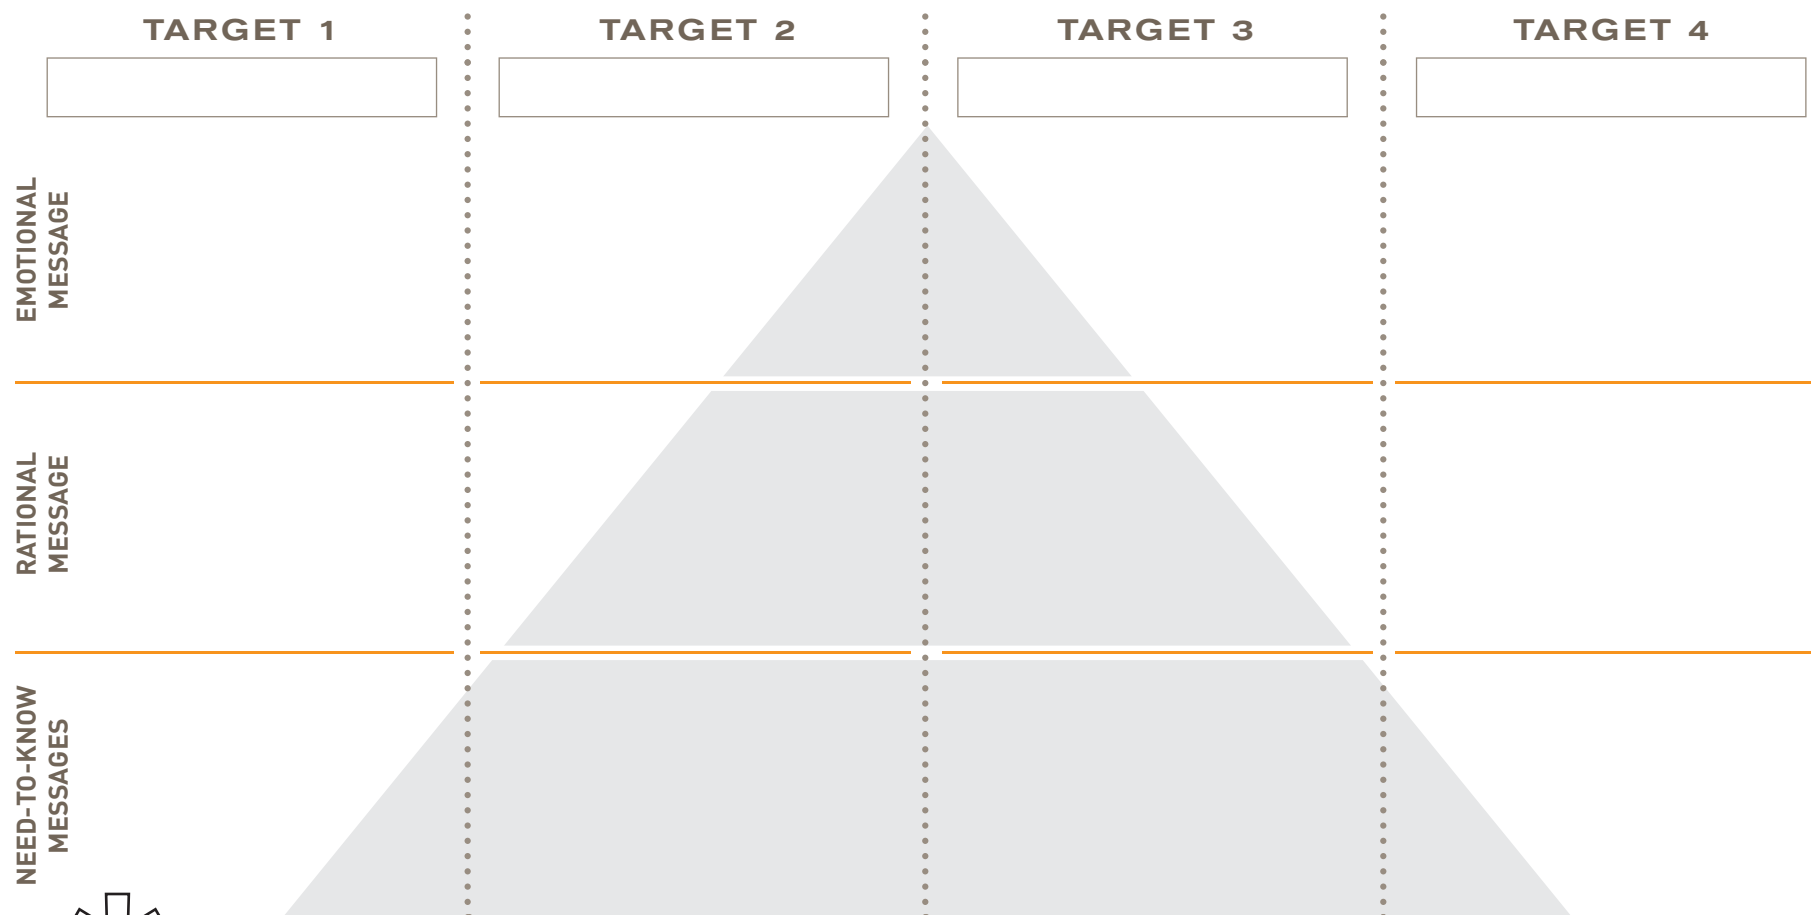 TARGET 1
TARGET 2
TARGET 3
TARGET 4
EMOTIONAL
MESSAGE
RATIONAL
MESSAGE
NEED-TO-KNOW
MESSAGES